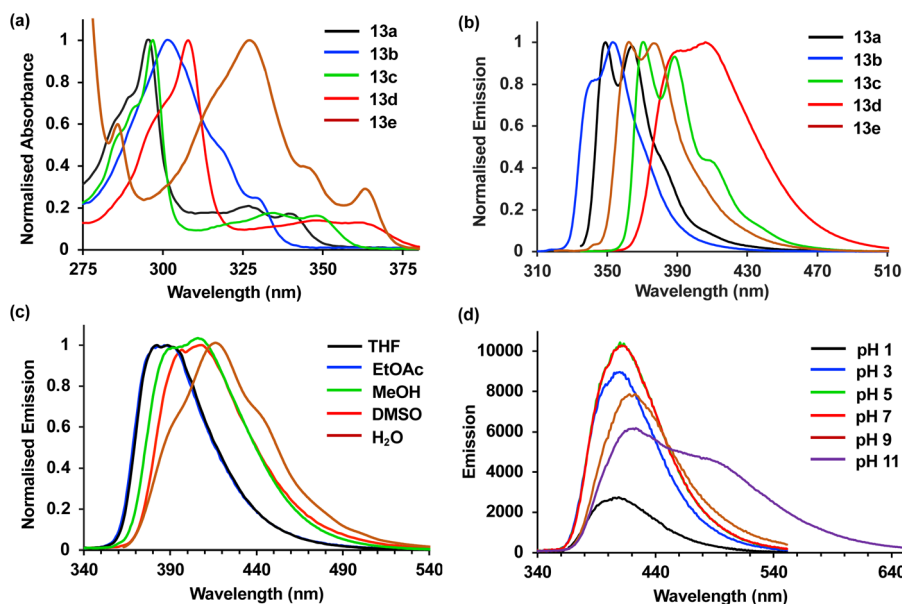 (a)
13a
13b
13c
13d
13e
Normalised Absorbance
1
0.8
0.6
0.4
0.2
0
275 300 325 350 375
Wavelength (nm)
(b)
13a
13b
13c
13d
13e
Normalised Emission
1
0.8
0.6
0.4
0.2
0
310 350 390 430 470 510
Wavelength (nm)
(c)
THF
EtOAc
MeOH
DMSO
H₂O
Normalised Emission
1
0.8
0.6
0.4
0.2
0
340 390 440 490 540
Wavelength (nm)
(d)
pH 1
pH 3
pH 5
pH 7
pH 9
pH 11
Emission
10000
8000
6000
4000
2000
0
340 440 540 640
Wavelength (nm)